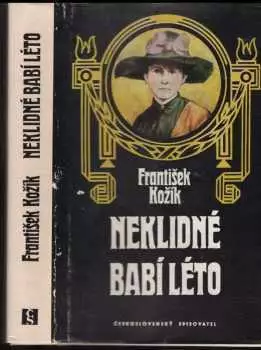 František Kožík NEKLIDNÉ BABÍ LÉTO
František
Kožík
NEKLIDNÉ
BABÍ LÉTO
ČESKOSLOVENSKÝ SPISOVATEL